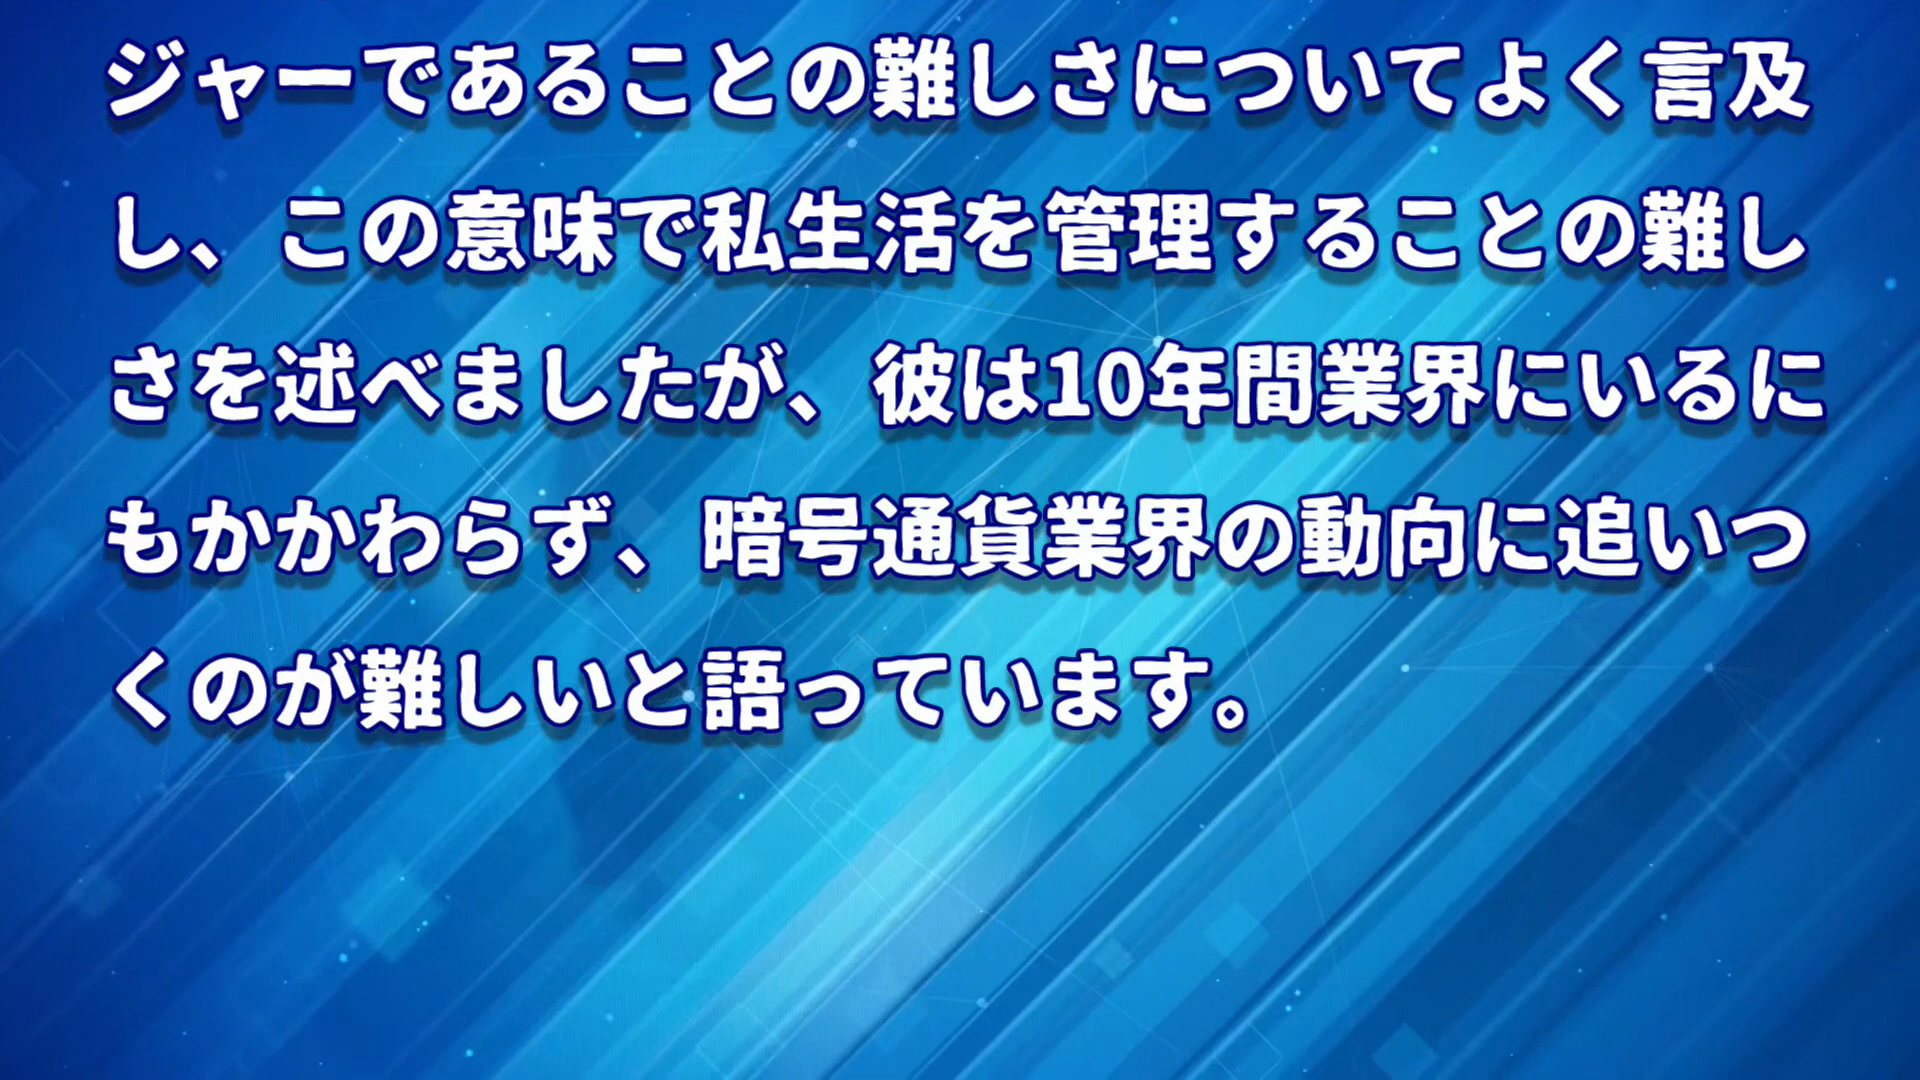 ジャーであることの難しさについてよく言及
し、この意味で私生活を管理することの難し
さを述べましたが、彼は10年間業界にいるに
もかかわらず、暗号通貨業界の動向に追いつ
くのが難しいと語っています。